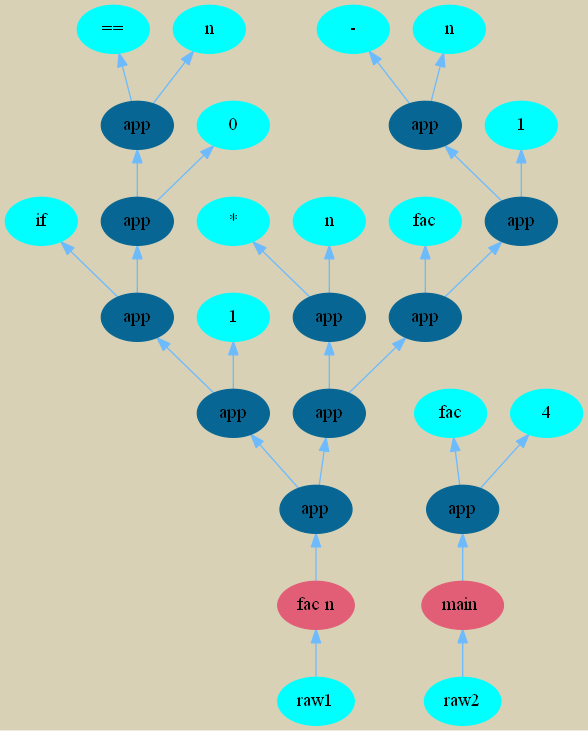 == n - n
app 0 app 1
if app * n fac app
app 1 app app
app app fac 4
app app
fac n main
raw1 raw2